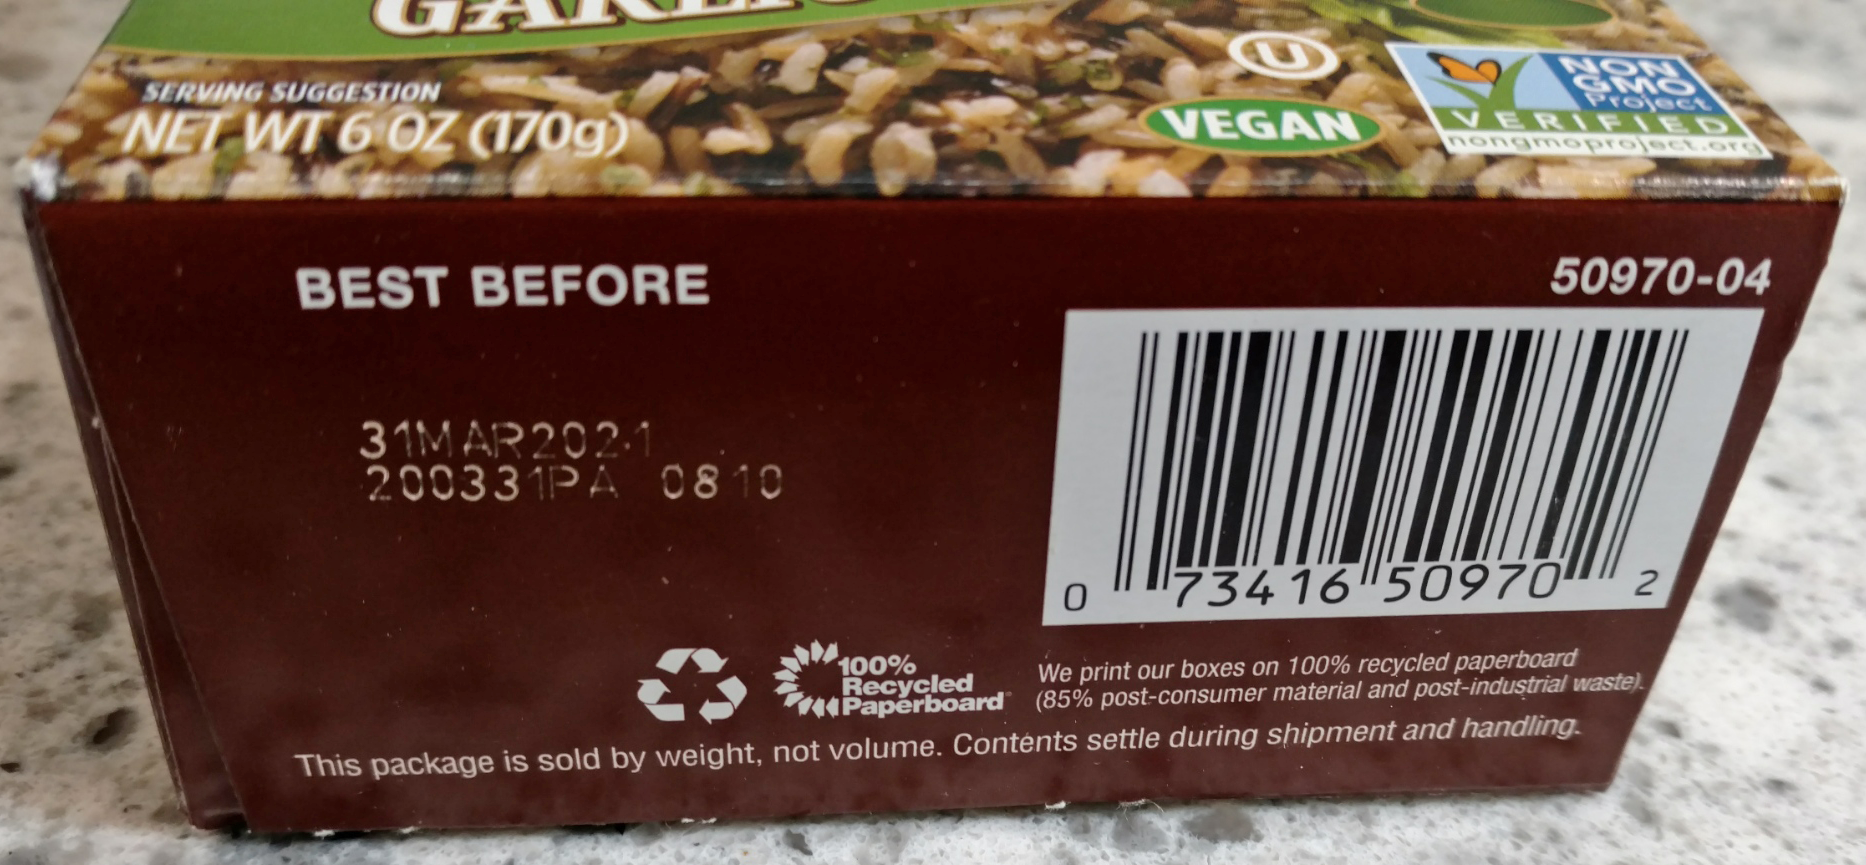 SERVING SUGGESTION
NET WT 6 OZ (170g)
U
VEGAN
NON
GMO
Project
VERIFIED
nongmoproject.org
BEST BEFORE
50970-04
31MAR2021
200331PA 0810
0 73416 50970 2
100%
Recycled
Paperboard
We print our boxes on 100% recycled paperboard
(85% post-consumer material and post-industrial waste).
This package is sold by weight, not volume. Contents settle during shipment and handling.